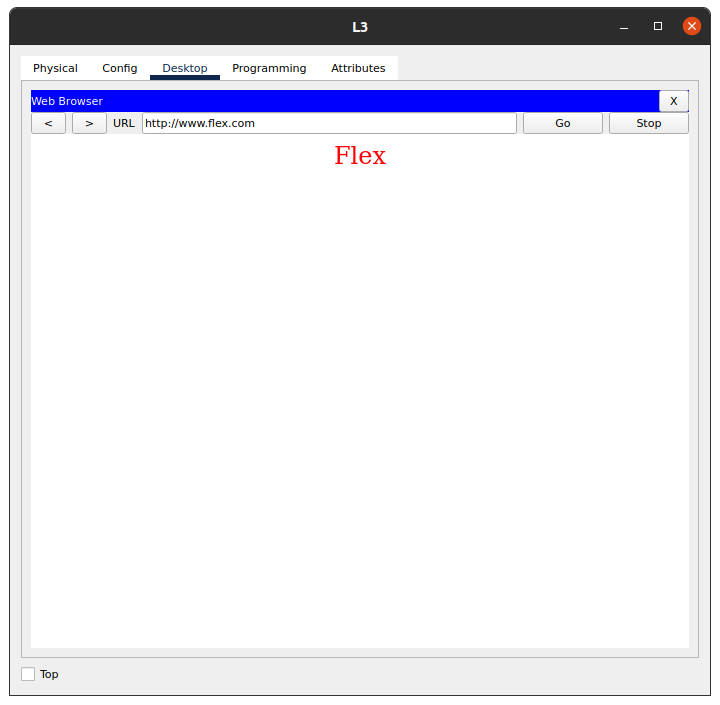 L3
Physical Config Desktop Programming Attributes
Web Browser X
< > URL http://www.flex.com Go Stop
Flex
Top